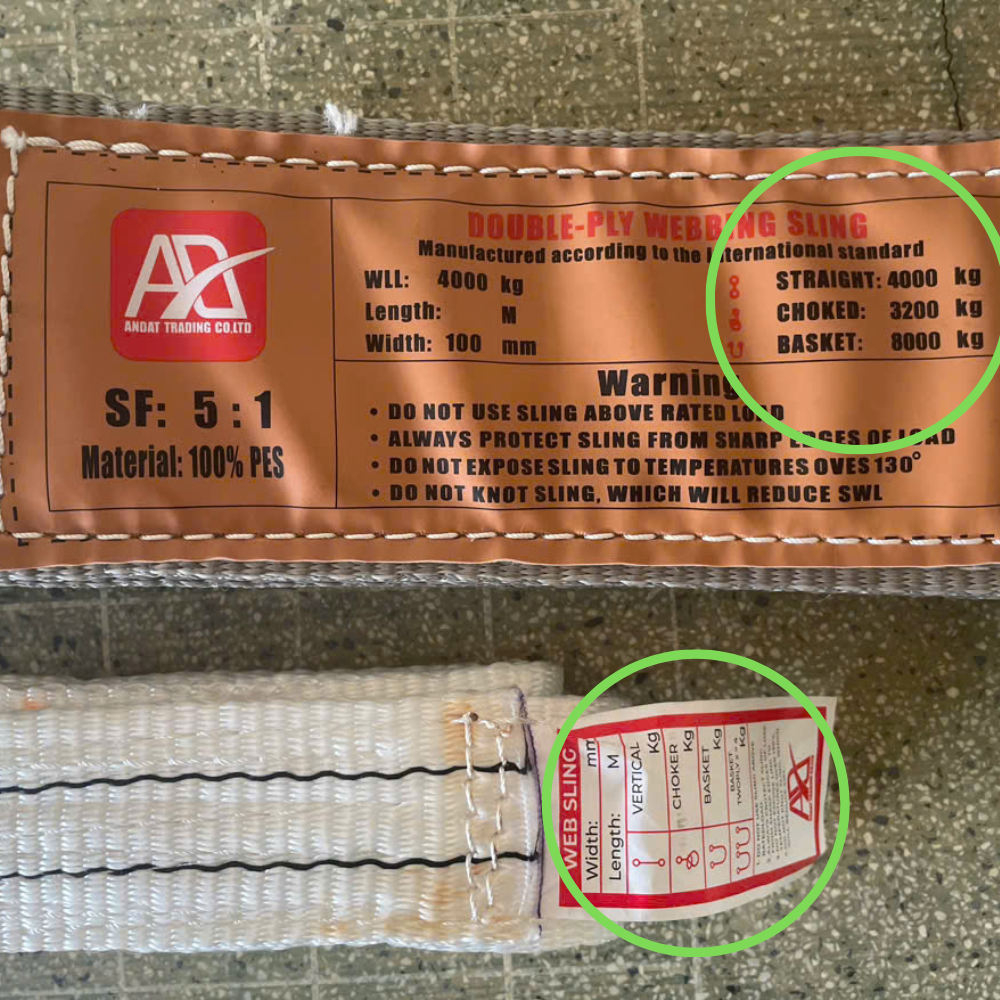 ANDAT TRADING CO.LTD
SF: 5 : 1
Material: 100% PES
DOUBLE-PLY WEBBING SLING
Manufactured according to the International standard
WLL: 4000 kg
Length: M
Width: 100 mm
STRAIGHT: 4000 kg
CHOKED: 3200 kg
BASKET: 8000 kg
Warning
• DO NOT USE SLING ABOVE RATED LOAD
• ALWAYS PROTECT SLING FROM SHARP EDGES OF LOAD
• DO NOT EXPOSE SLING TO TEMPERATURES OVES 130°
• DO NOT KNOT SLING, WHICH WILL REDUCE SWL
WEB SLING
Width: mm
Length: M
VERTICAL Kg
CHOKER Kg
BASKET Kg
BASKET
TWOPLY = 4 Kg